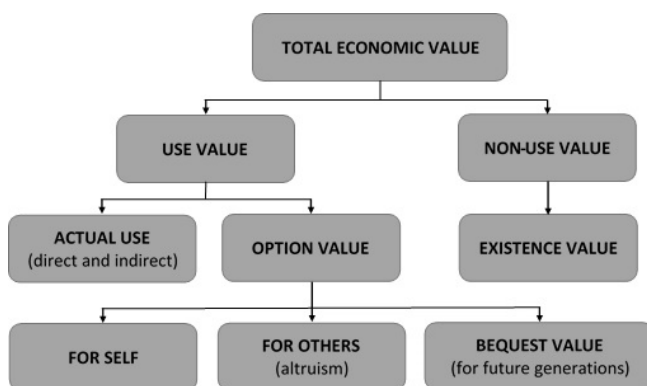 TOTAL ECONOMIC VALUE
USE VALUE
NON-USE VALUE
ACTUAL USE
(direct and indirect)
OPTION VALUE
EXISTENCE VALUE
FOR SELF
FOR OTHERS
(altruism)
BEQUEST VALUE
(for future generations)